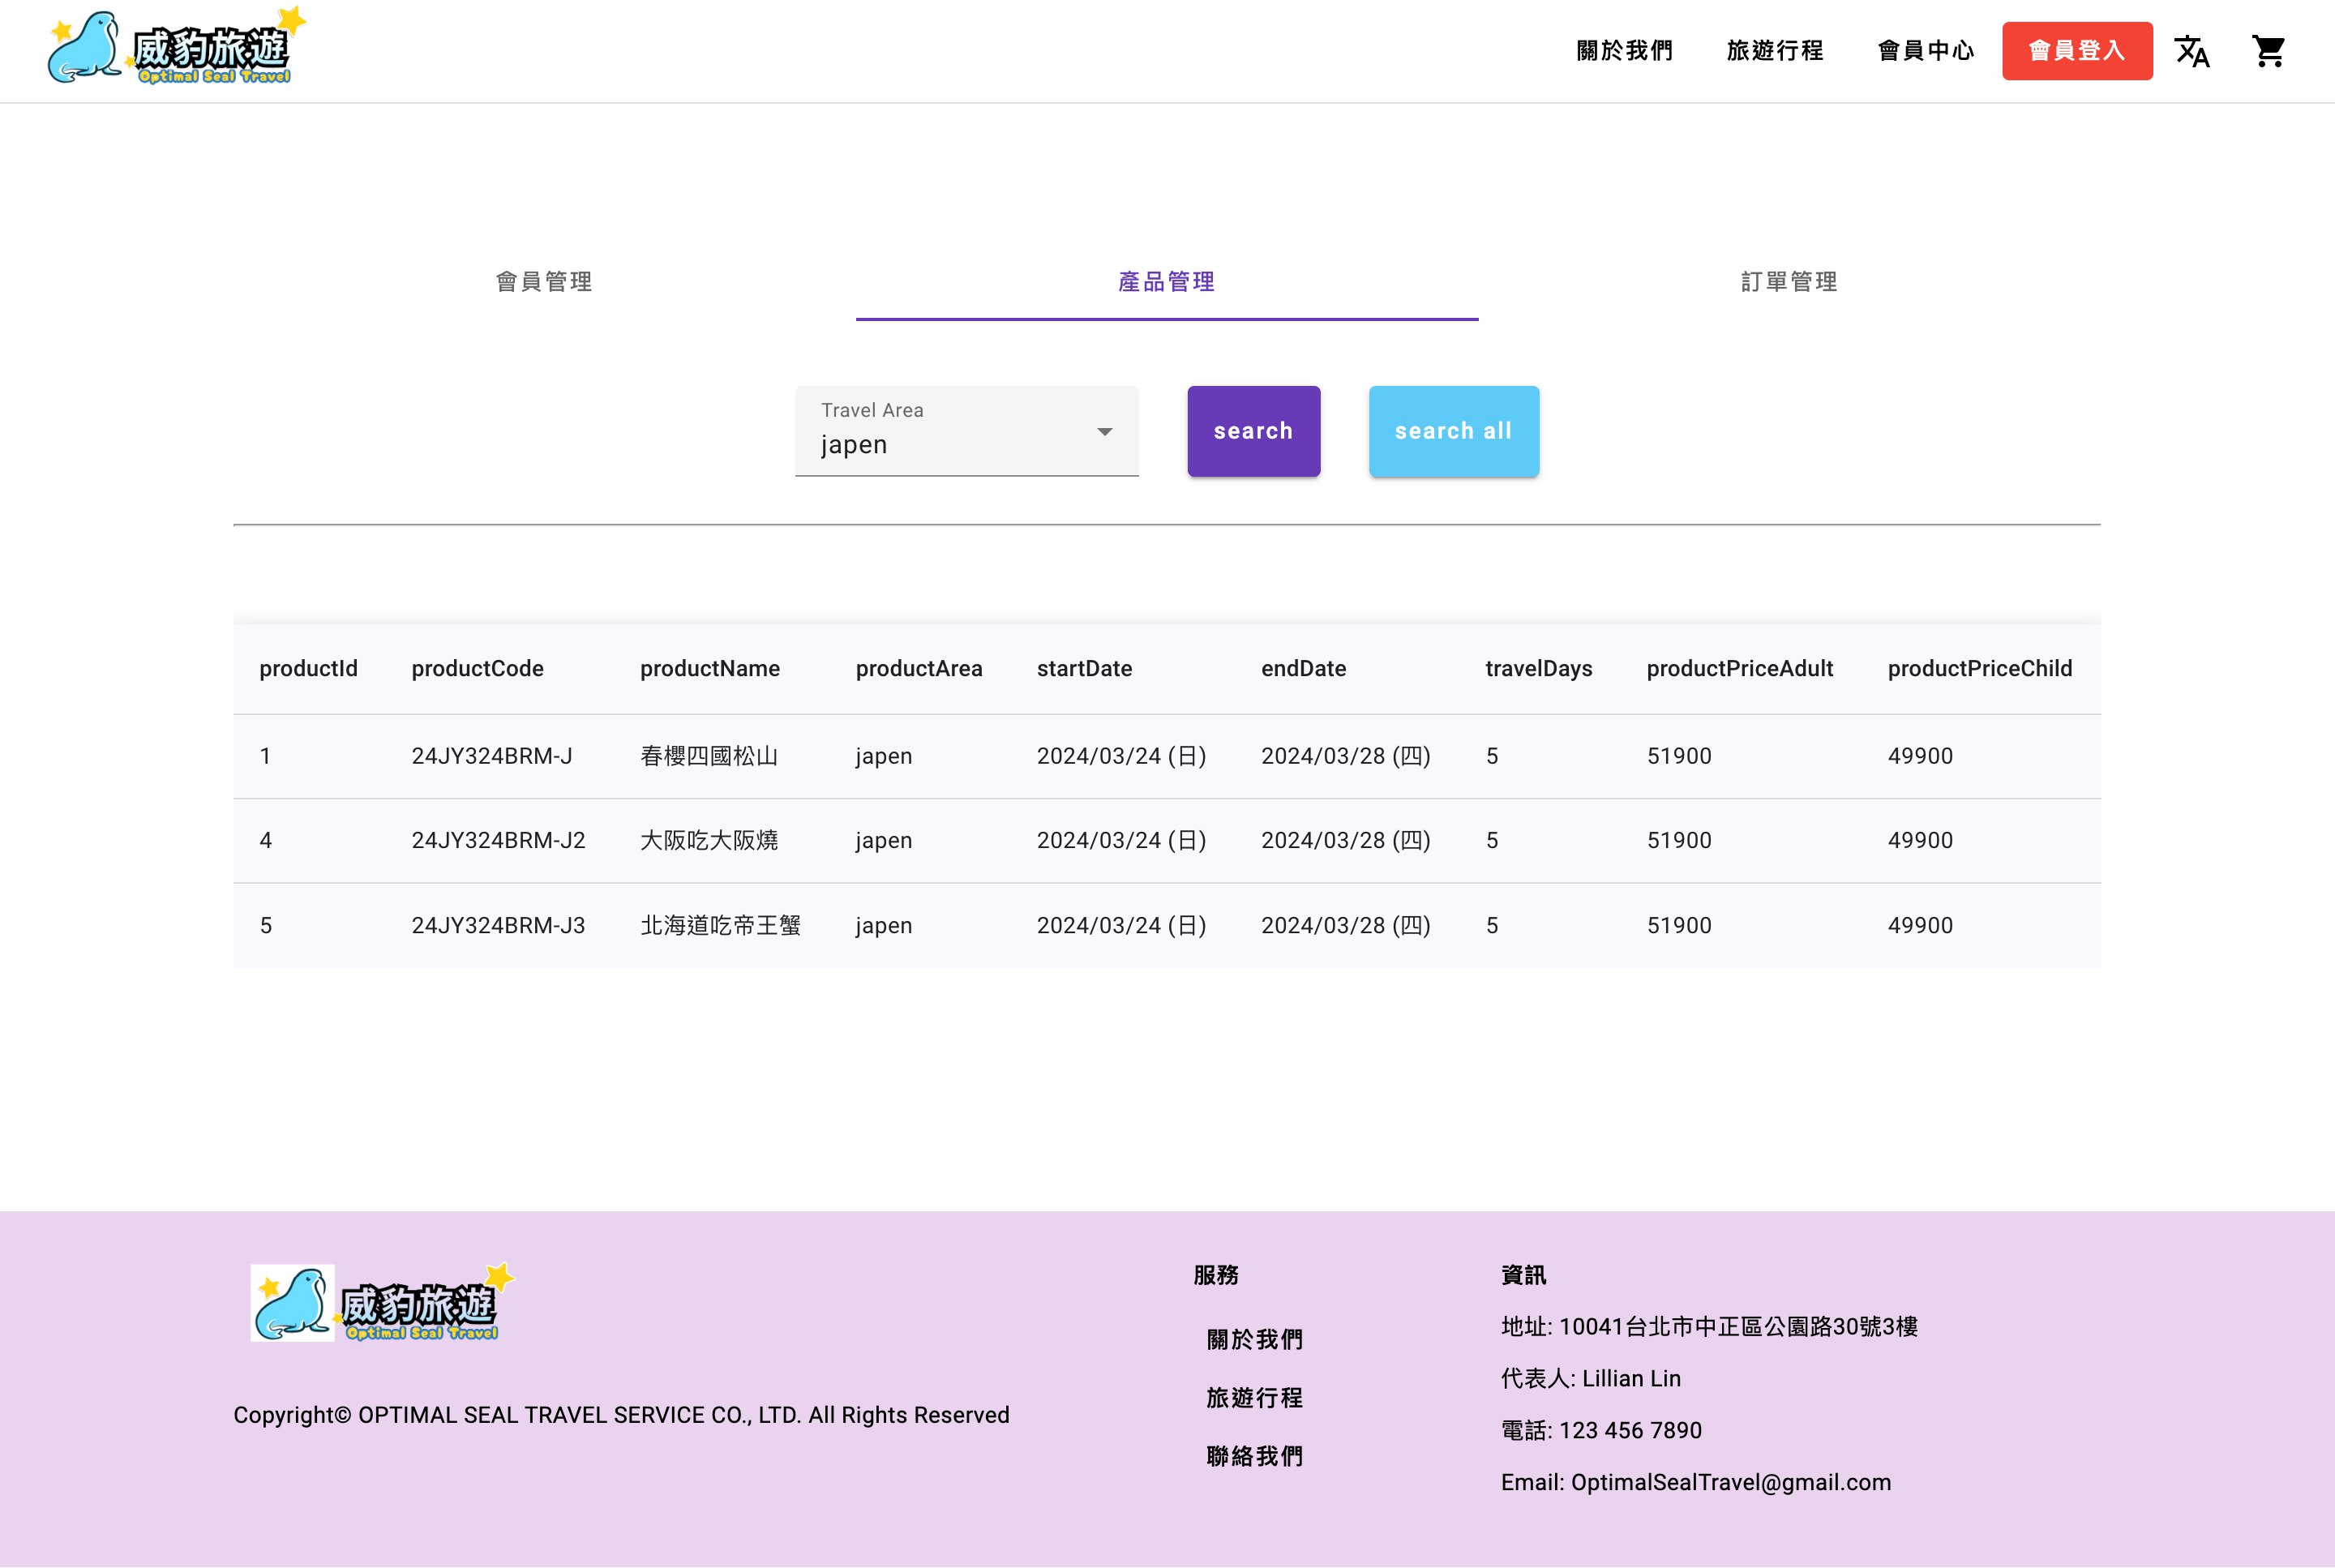 威豹旅遊
Optimal Seal Travel
關於我們 旅遊行程 會員中心 會員登入
會員管理 產品管理 訂單管理
Travel Area
japen
search search all
productId productCode productName productArea startDate endDate travelDays productPriceAdult productPriceChild
1 24JY324BRM-J 春櫻四國松山 japen 2024/03/24 (日) 2024/03/28 (四) 5 51900 49900
4 24JY324BRM-J2 大阪吃大阪燒 japen 2024/03/24 (日) 2024/03/28 (四) 5 51900 49900
5 24JY324BRM-J3 北海道吃帝王蟹 japen 2024/03/24 (日) 2024/03/28 (四) 5 51900 49900
威豹旅遊
Optimal Seal Travel
Copyright© OPTIMAL SEAL TRAVEL SERVICE CO., LTD. All Rights Reserved
服務
關於我們
旅遊行程
聯絡我們
資訊
地址: 10041台北市中正區公園路30號3樓
代表人: Lillian Lin
電話: 123 456 7890
Email: OptimalSealTravel@gmail.com